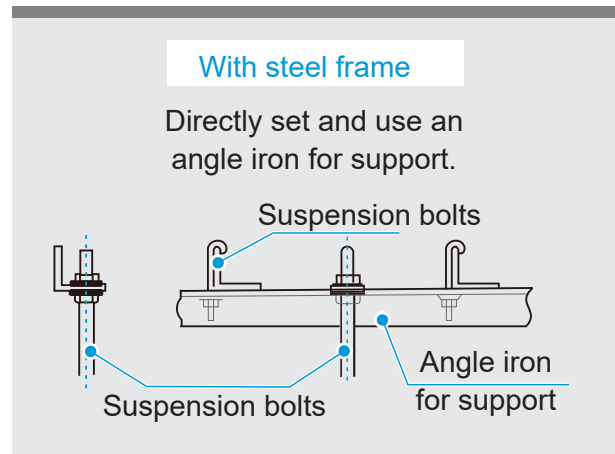 With steel frame
Directly set and use an
angle iron for support.
Suspension bolts
Angle iron
for support
Suspension bolts